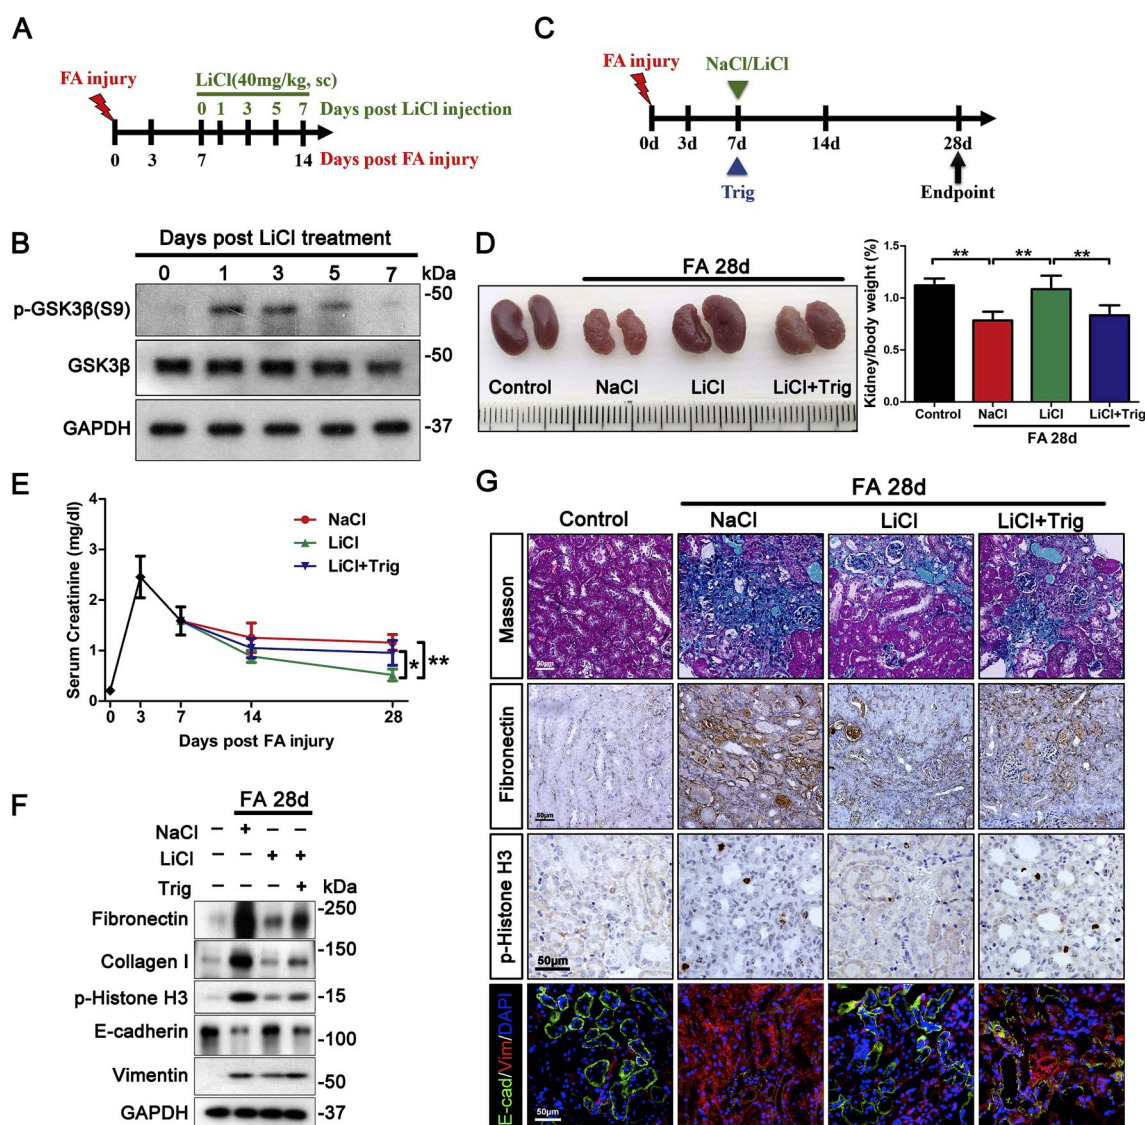 A
FA injury
LiCl(40mg/kg, sc)
0 1 3 5 7 Days post LiCl injection
0 3 7 14 Days post FA injury
C
FA injury
NaCl/LiCl
0d 3d 7d 14d 28d
Trig
Endpoint
B
Days post LiCl treatment
0 1 3 5 7 kDa
p-GSK3β(S9) -50
GSK3β -50
GAPDH -37
D
FA 28d
Control NaCl LiCl LiCl+Trig
Kidney/body weight (%)
1.5
1.0
0.5
0.0
** ** **
Control NaCl LiCl LiCl+Trig
FA 28d
E
Serum Creatinine (mg/dl)
4
3
2
1
0
NaCl
LiCl
LiCl+Trig
* **
0 3 7 14 28
Days post FA injury
F
FA 28d
NaCl - + - -
LiCl - - + +
Trig - - - + kDa
Fibronectin -250
Collagen I -150
p-Histone H3 -15
E-cadherin -100
Vimentin -50
GAPDH -37
G
FA 28d
Control NaCl LiCl LiCl+Trig
Masson
50μm
Fibronectin
50μm
p-Histone H3
50μm
E-cad/Vim/DAPI
50μm